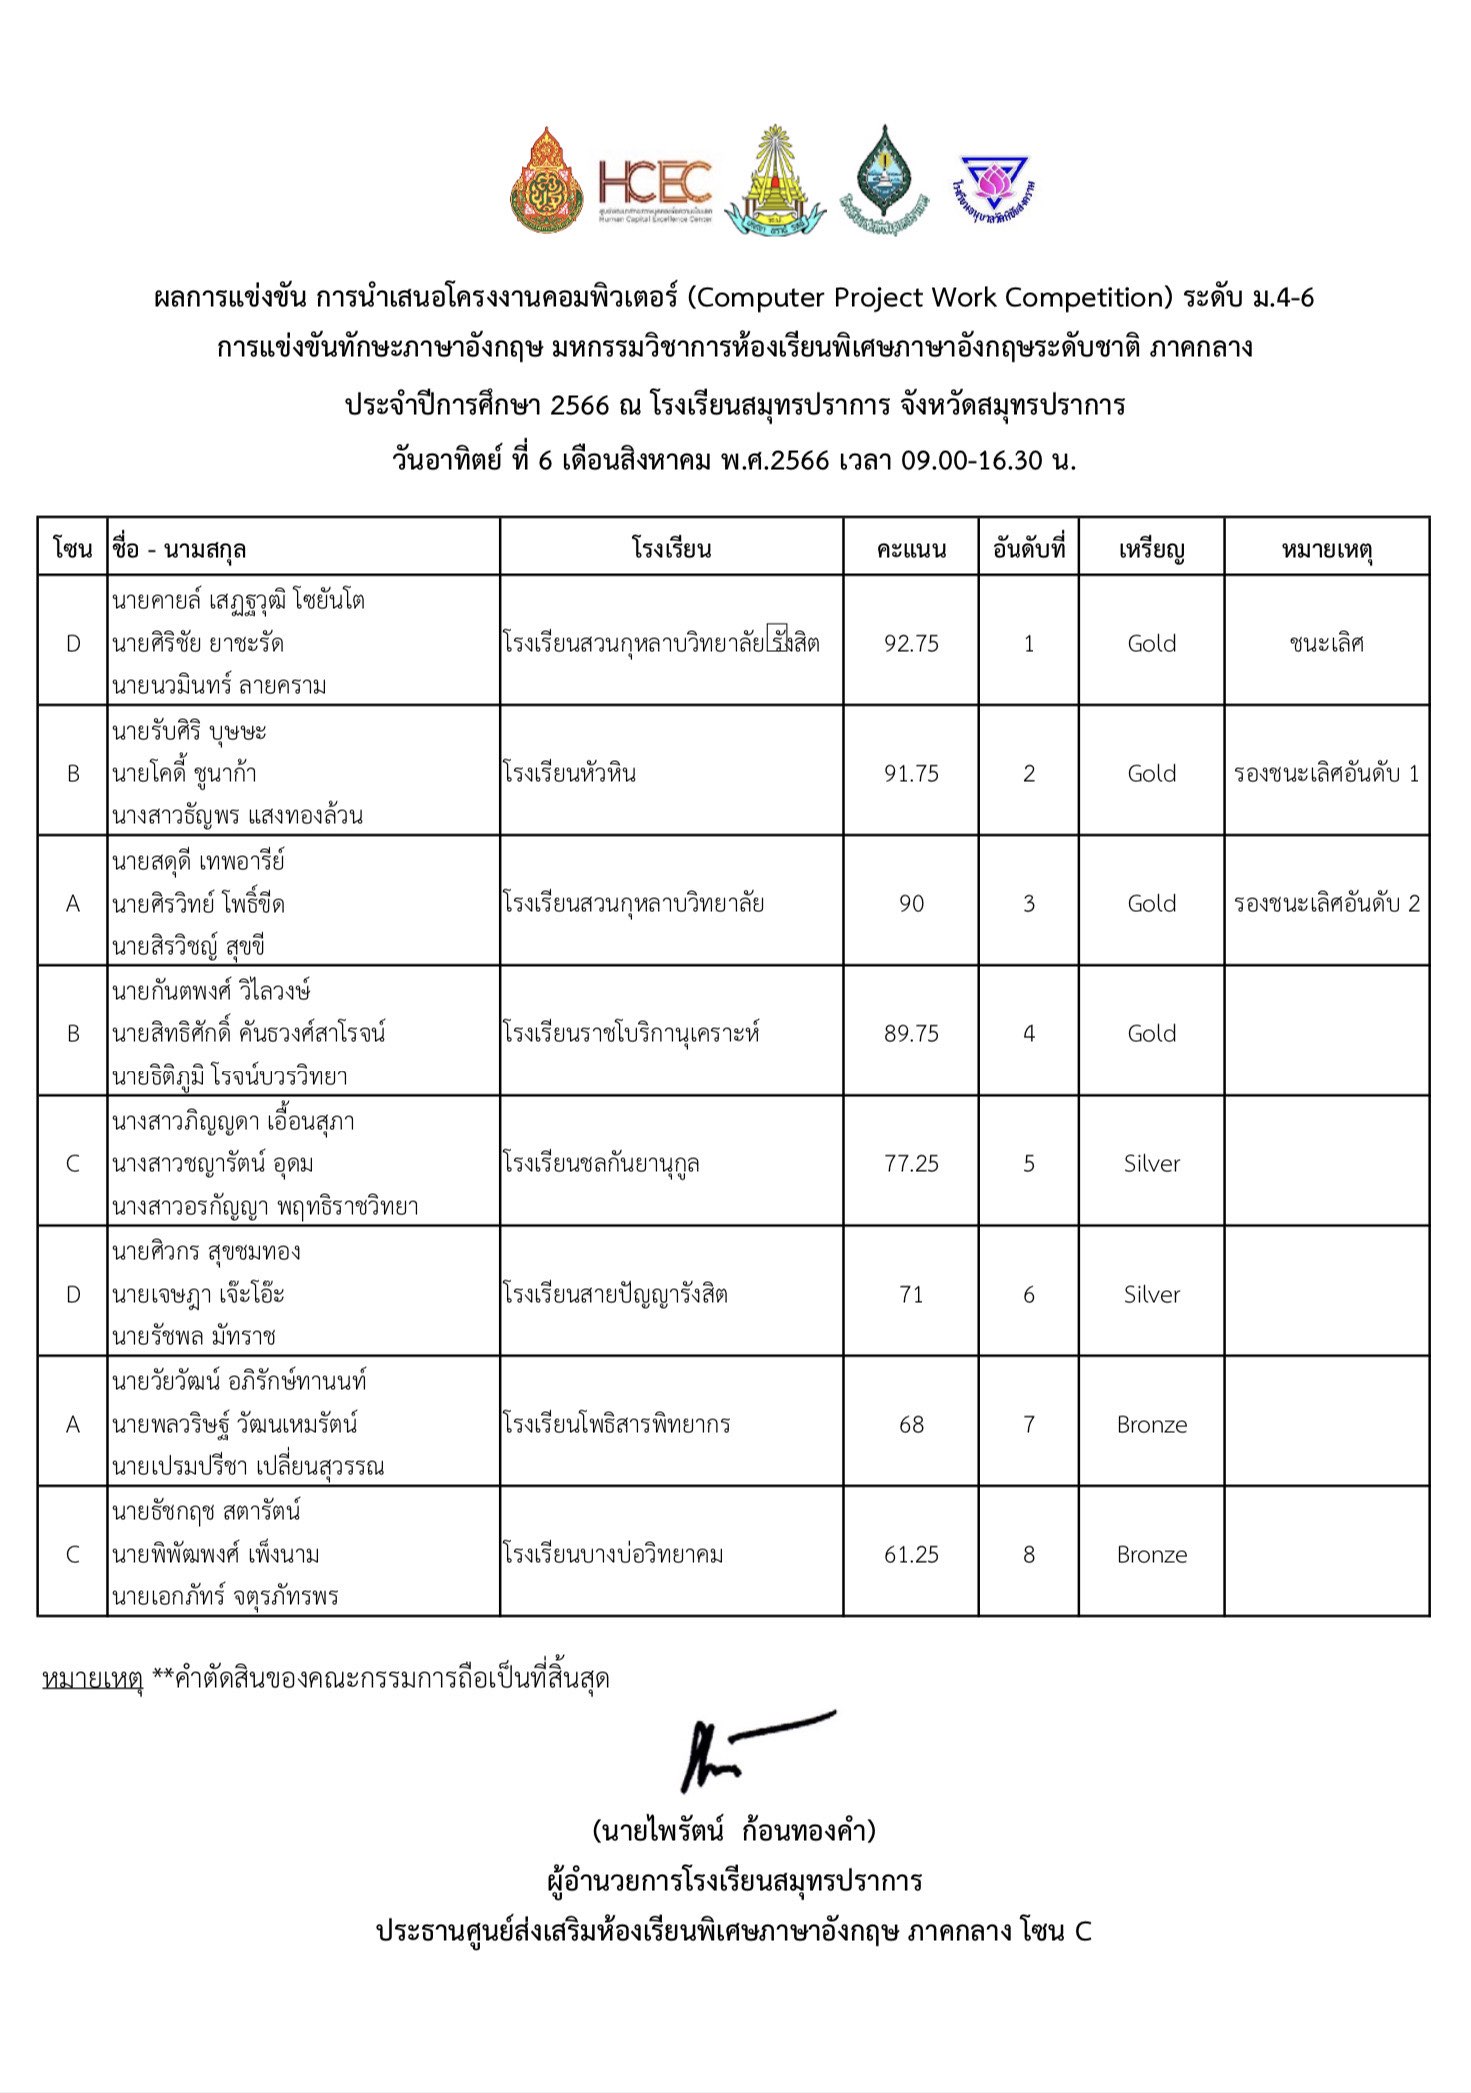 HCEC
Human Capital Excellence Center
ผลการแข่งขัน การนำเสนอโครงงานคอมพิวเตอร์ (Computer Project Work Competition) ระดับ ม.4-6
การแข่งขันทักษะภาษาอังกฤษ มหกรรมวิชาการห้องเรียนพิเศษภาษาอังกฤษระดับชาติ ภาคกลาง
ประจำปีการศึกษา 2566 ณ โรงเรียนสมุทรปราการ จังหวัดสมุทรปราการ
วันอาทิตย์ ที่ 6 เดือนสิงหาคม พ.ศ.2566 เวลา 09.00-16.30 น.
โซน ชื่อ - นามสกุล โรงเรียน คะแนน อันดับที่ เหรียญ หมายเหตุ
นายคายล์ เสฏฐวุฒิ โซยันโต
D นายศิริชัย ยาชะรัด โรงเรียนสวนกุหลาบวิทยาลัย รังสิต 92.75 1 Gold ชนะเลิศ
นายนวมินทร์ ลายคราม
นายรับศิริ บุษษะ
B นายโคดี้ ชูนาก้า โรงเรียนหัวหิน 91.75 2 Gold รองชนะเลิศอันดับ 1
นางสาวธัญพร แสงทองล้วน
นายสดุดี เทพอารีย์
A นายศิรวิทย์ โพธิ์ขีด โรงเรียนสวนกุหลาบวิทยาลัย 90 3 Gold รองชนะเลิศอันดับ 2
นายสิรวิชญ์ สุขขี
นายกันตพงศ์ วิไลวงษ์
B นายสิทธิศักดิ์ คันธวงศ์สาโรจน์ โรงเรียนราชโบริกานุเคราะห์ 89.75 4 Gold
นายธิติภูมิ โรจน์บวรวิทยา
นางสาวภิญญดา เอื้อนสุภา
C นางสาวชญารัตน์ อุดม โรงเรียนชลกันยานุกูล 77.25 5 Silver
นางสาวอรกัญญา พฤทธิราชวิทยา
นายศิวกร สุขชมทอง
D นายเจษฎา เจ๊ะโอ๊ะ โรงเรียนสายปัญญารังสิต 71 6 Silver
นายรัชพล มัทราช
นายวัยวัฒน์ อภิรักษ์ทานนท์
A นายพลวริษฐ์ วัฒนเหมรัตน์ โรงเรียนโพธิสารพิทยากร 68 7 Bronze
นายเปรมปรีชา เปลี่ยนสุวรรณ
นายธัชกฤช สตารัตน์
C นายพิพัฒพงศ์ เพ็งนาม โรงเรียนบางบ่อวิทยาคม 61.25 8 Bronze
นายเอกภัทร์ จตุรภัทรพร
หมายเหตุ **คำตัดสินของคณะกรรมการถือเป็นที่สิ้นสุด
(นายไพรัตน์ ก้อนทองคำ)
ผู้อำนวยการโรงเรียนสมุทรปราการ
ประธานศูนย์ส่งเสริมห้องเรียนพิเศษภาษาอังกฤษ ภาคกลาง โซน C